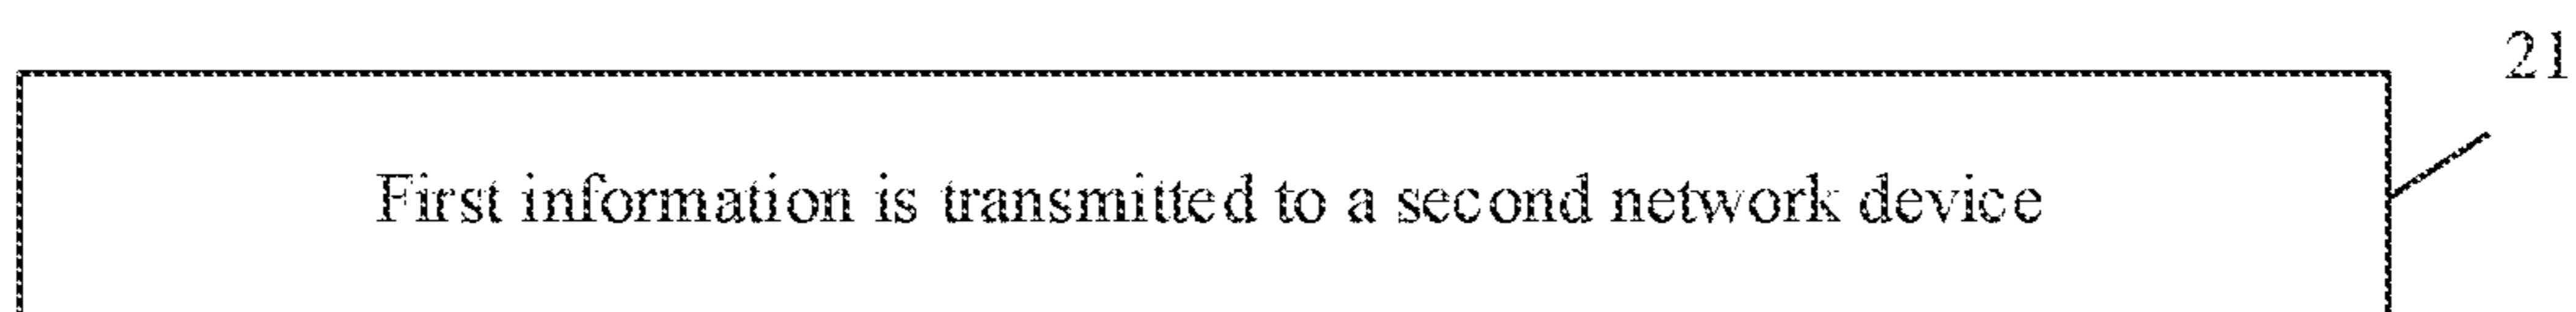 21
First information is transmitted to a second network device